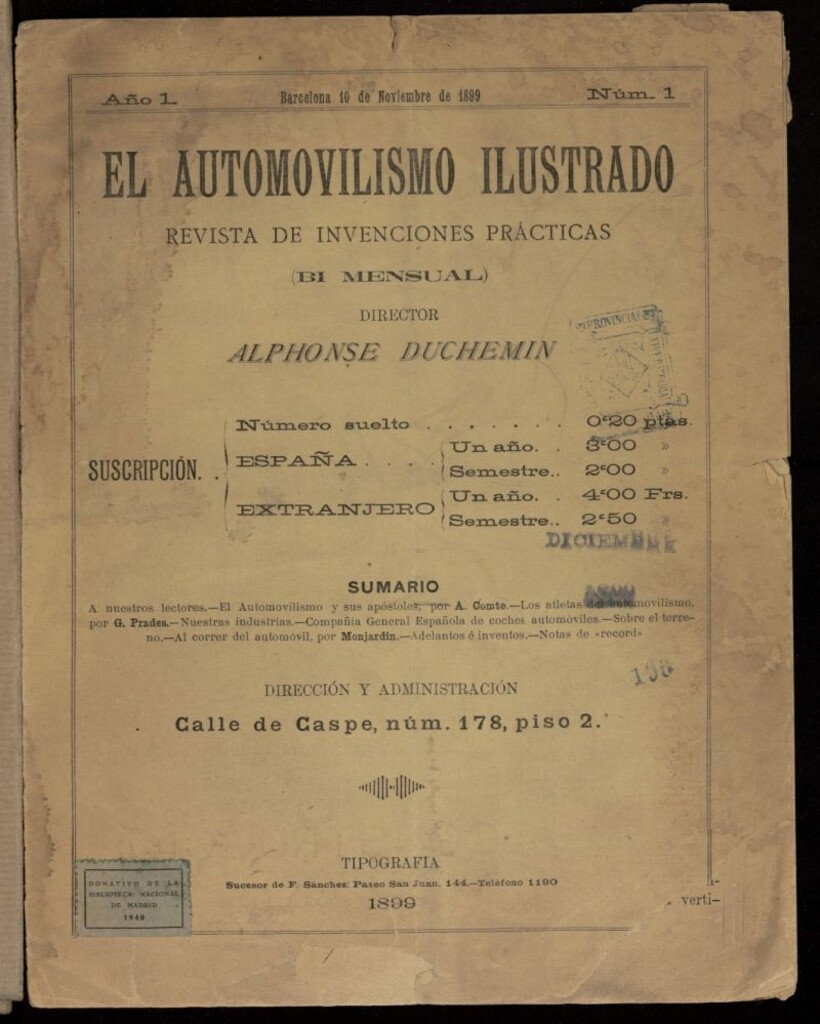 Año 1. Barcelona 10 de Noviembre de 1899 Núm. 1
EL AUTOMOVILISMO ILUSTRADO
REVISTA DE INVENCIONES PRÁCTICAS
(BI MENSUAL)
DIRECTOR
ALPHONSE DUCHEMIN
PROVINCIAL
Número suelto . . . . . . . 0'20 ptas.
SUSCRIPCIÓN. . ESPAÑA . . . . Un año. . 3'00 »
Semestre. . 2'00 »
EXTRANJERO Un año. . 4'00 Frs.
Semestre. . 2'50 »
DICIEMBRE
SUMARIO
A nuestros lectores.—El Automovilismo y sus apóstoles, por A. Comte.—Los atletas del automovilismo,
por G. Prades.—Nuestras industrias.—Compañía General Española de coches automóviles.—Sobre el terre-
no.—Al correr del automóvil, por Monjardin.—Adelantos é inventos.—Notas de «record»
DIRECCIÓN Y ADMINISTRACIÓN
Calle de Caspe, núm. 178, piso 2.°
TIPOGRAFIA
Sucesor de F. Sánchez: Paseo San Juan, 144.—Teléfono 1190
1899
verti-
DONATIVO DE LA
BIBLIOTECA NACIONAL
DE MADRID
1940